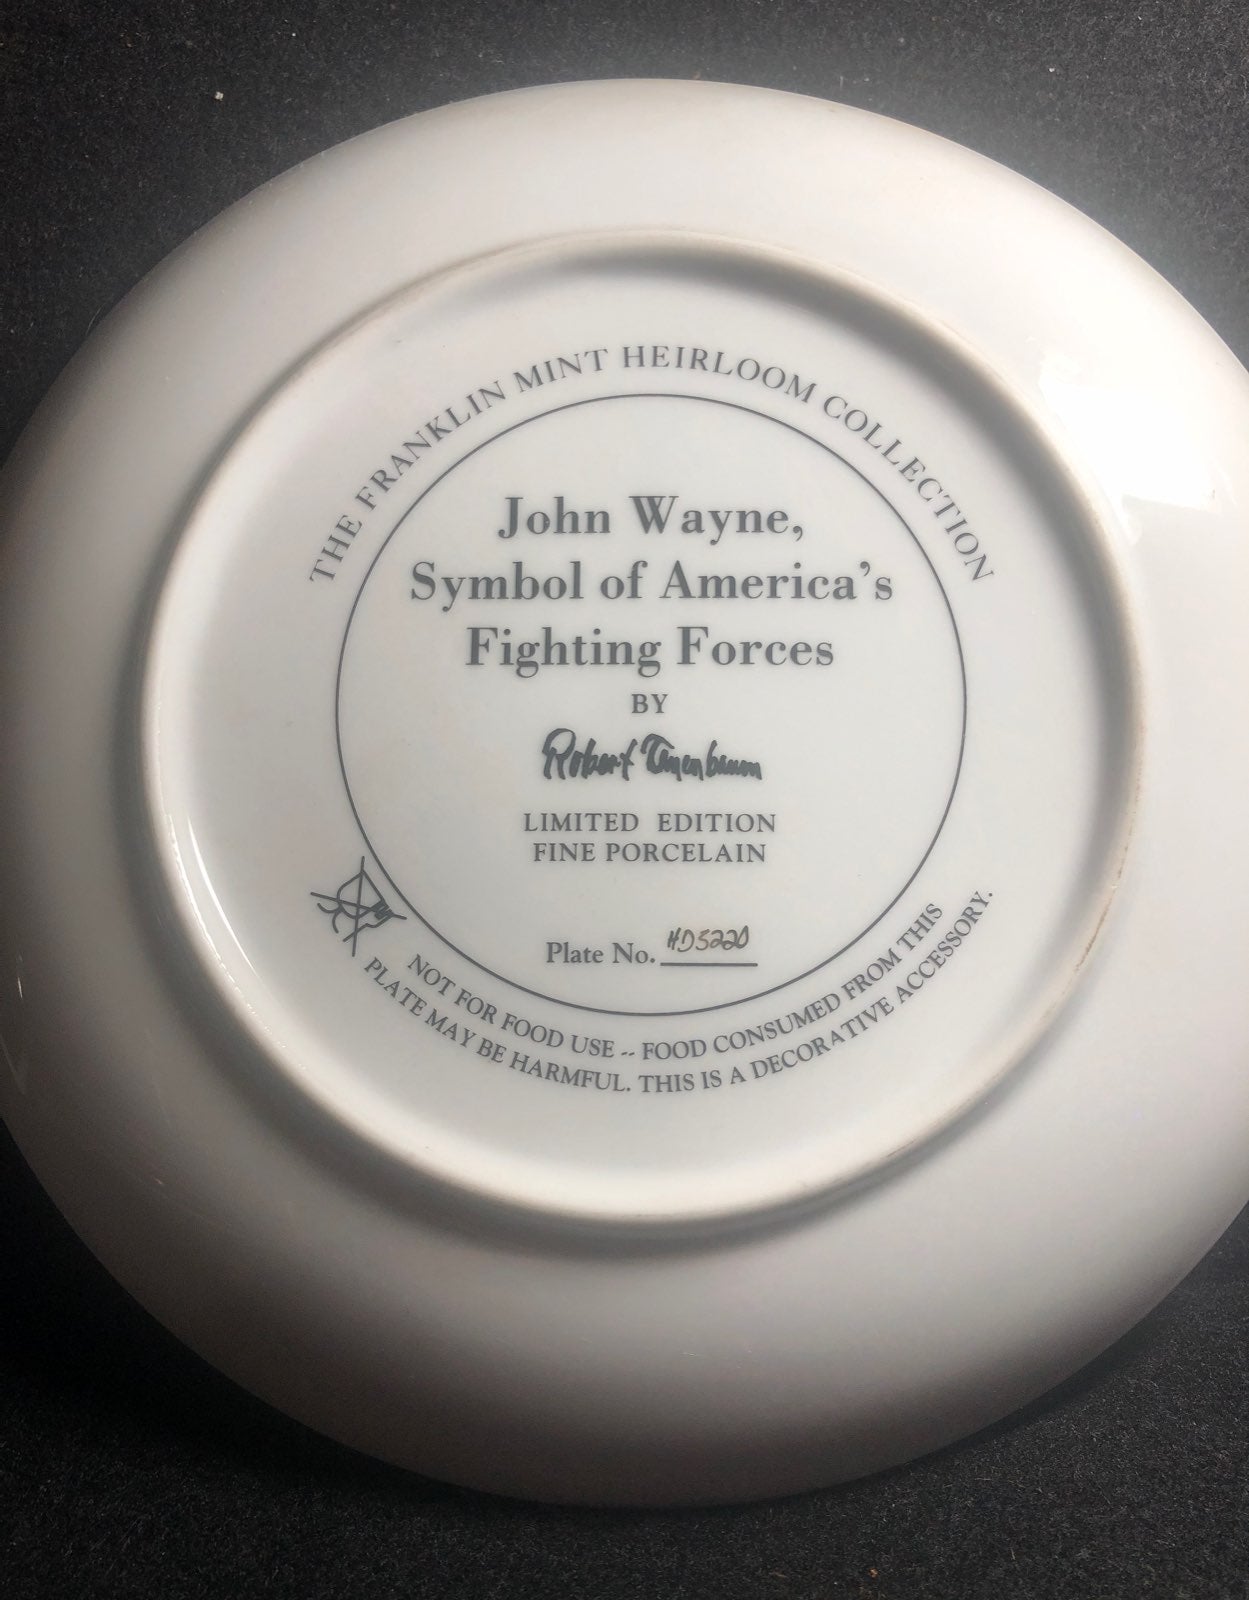 THE FRANKLIN MINT HEIRLOOM COLLECTION
John Wayne,
Symbol of America's
Fighting Forces
BY
Robert Tanenbaum
LIMITED EDITION
FINE PORCELAIN
Plate No. HD5220
NOT FOR FOOD USE -- FOOD CONSUMED FROM THIS
PLATE MAY BE HARMFUL. THIS IS A DECORATIVE ACCESSORY.